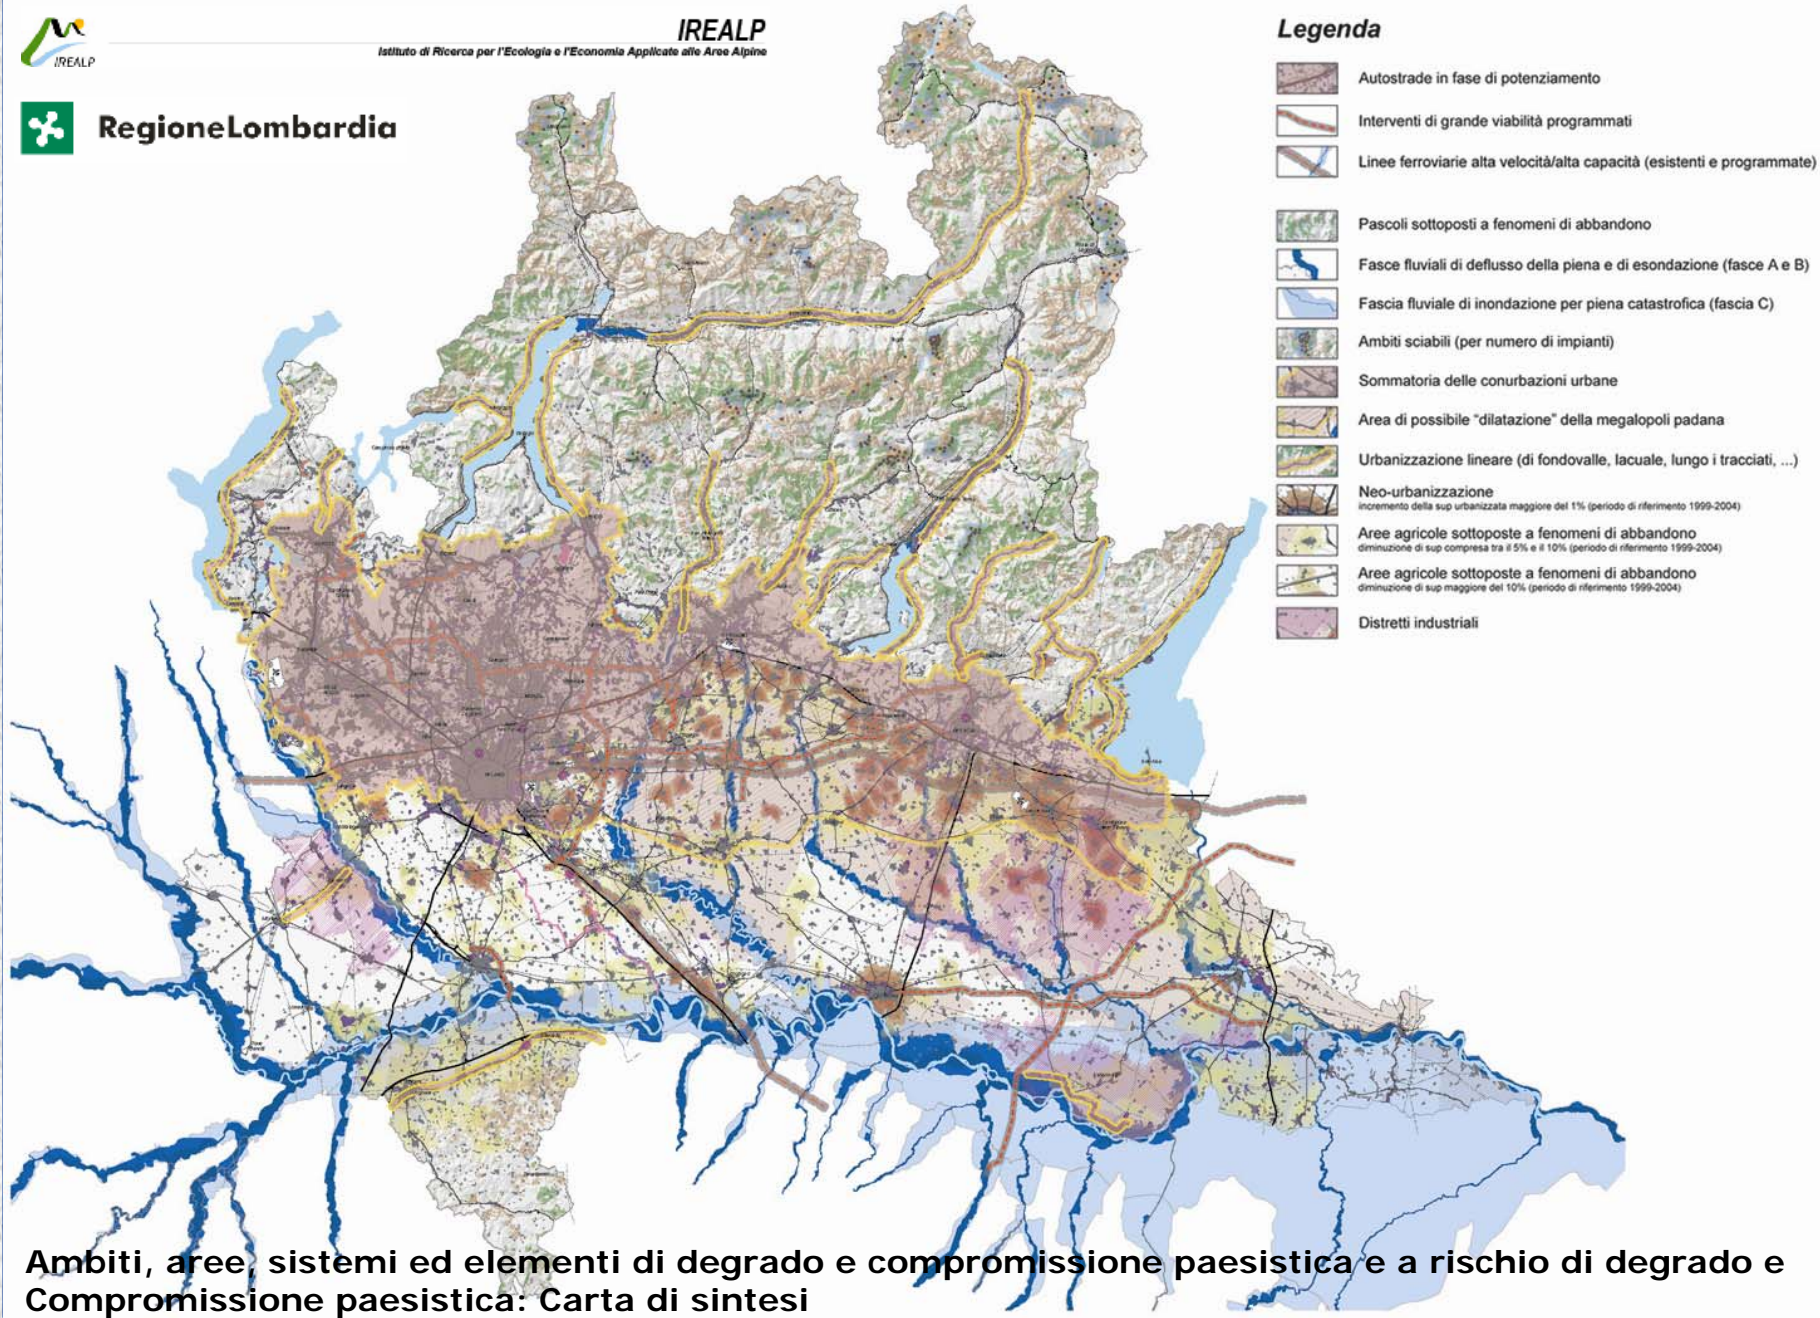 IREALP
IREALP
Istituto di Ricerca per l'Ecologia e l'Economia Applicate alle Aree Alpine
RegioneLombardia
Legenda
Autostrade in fase di potenziamento
Interventi di grande viabilità programmati
Linee ferroviarie alta velocità/alta capacità (esistenti e programmate)
Pascoli sottoposti a fenomeni di abbandono
Fasce fluviali di deflusso della piena e di esondazione (fasce A e B)
Fascia fluviale di inondazione per piena catastrofica (fascia C)
Ambiti sciabili (per numero di impianti)
Sommatoria delle conurbazioni urbane
Area di possibile "dilatazione" della megalopoli padana
Urbanizzazione lineare (di fondovalle, lacuale, lungo i tracciati, ...)
Neo-urbanizzazione
incremento della sup urbanizzata maggiore del 1% (periodo di riferimento 1999-2004)
Aree agricole sottoposte a fenomeni di abbandono
diminuzione di sup compresa tra il 5% e il 10% (periodo di riferimento 1999-2004)
Aree agricole sottoposte a fenomeni di abbandono
diminuzione di sup maggiore del 10% (periodo di riferimento 1999-2004)
Distretti industriali
Ambiti, aree, sistemi ed elementi di degrado e compromissione paesistica e a rischio di degrado e
Compromissione paesistica: Carta di sintesi